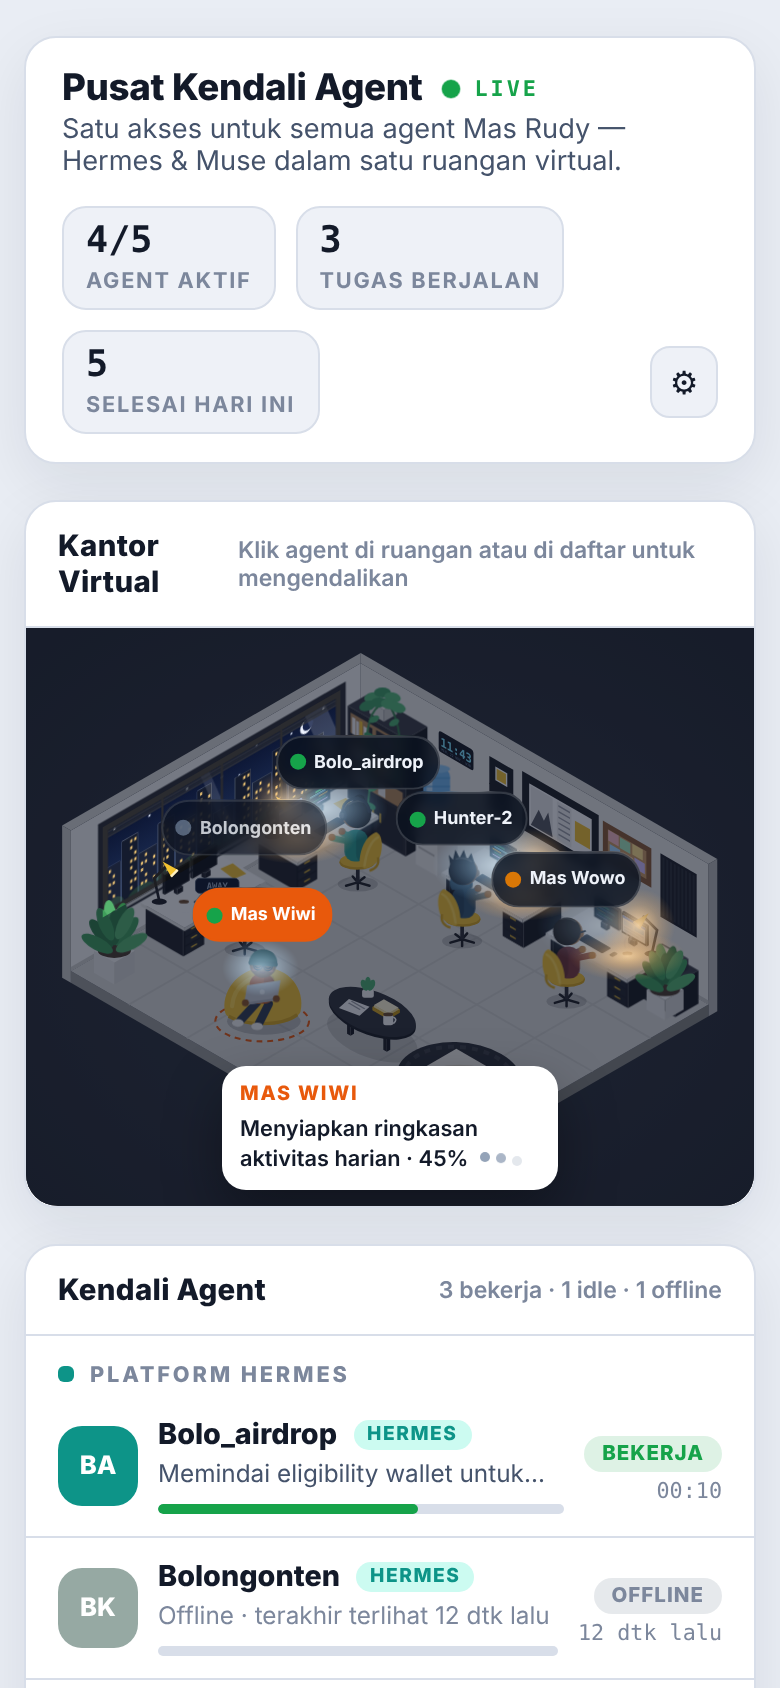 Pusat Kendali Agent LIVE
Satu akses untuk semua agent Mas Rudy —
Hermes & Muse dalam satu ruangan virtual.
4/5
AGENT AKTIF
3
TUGAS BERJALAN
5
SELESAI HARI INI
Kantor
Virtual
Klik agent di ruangan atau di daftar untuk
mengendalikan
11:43
Bolo_airdrop
Hunter-2
Bolongonten
Mas Wowo
AWAY
Mas Wiwi
MAS WIWI
Menyiapkan ringkasan
aktivitas harian · 45%
Kendali Agent
3 bekerja · 1 idle · 1 offline
PLATFORM HERMES
BA
Bolo_airdrop HERMES
Memindai eligibility wallet untuk...
BEKERJA
00:10
BK
Bolongonten HERMES
Offline · terakhir terlihat 12 dtk lalu
OFFLINE
12 dtk lalu